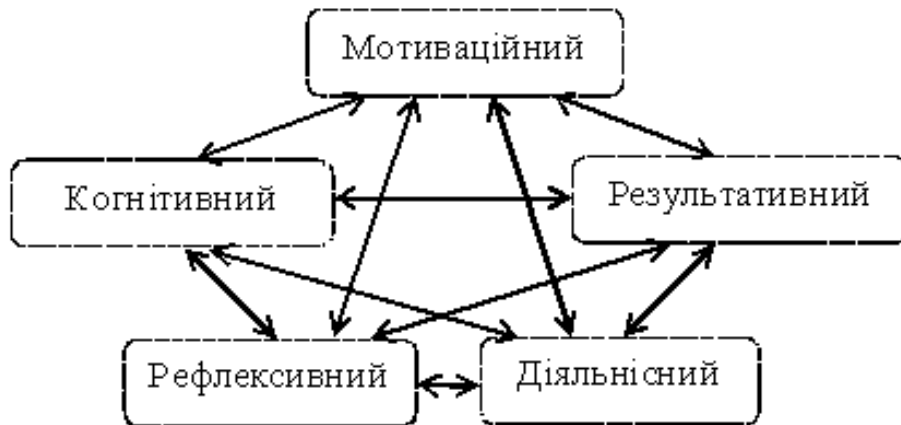 Мотиваційний
Когнітивний
Результативний
Рефлексивний
Діяльнісний